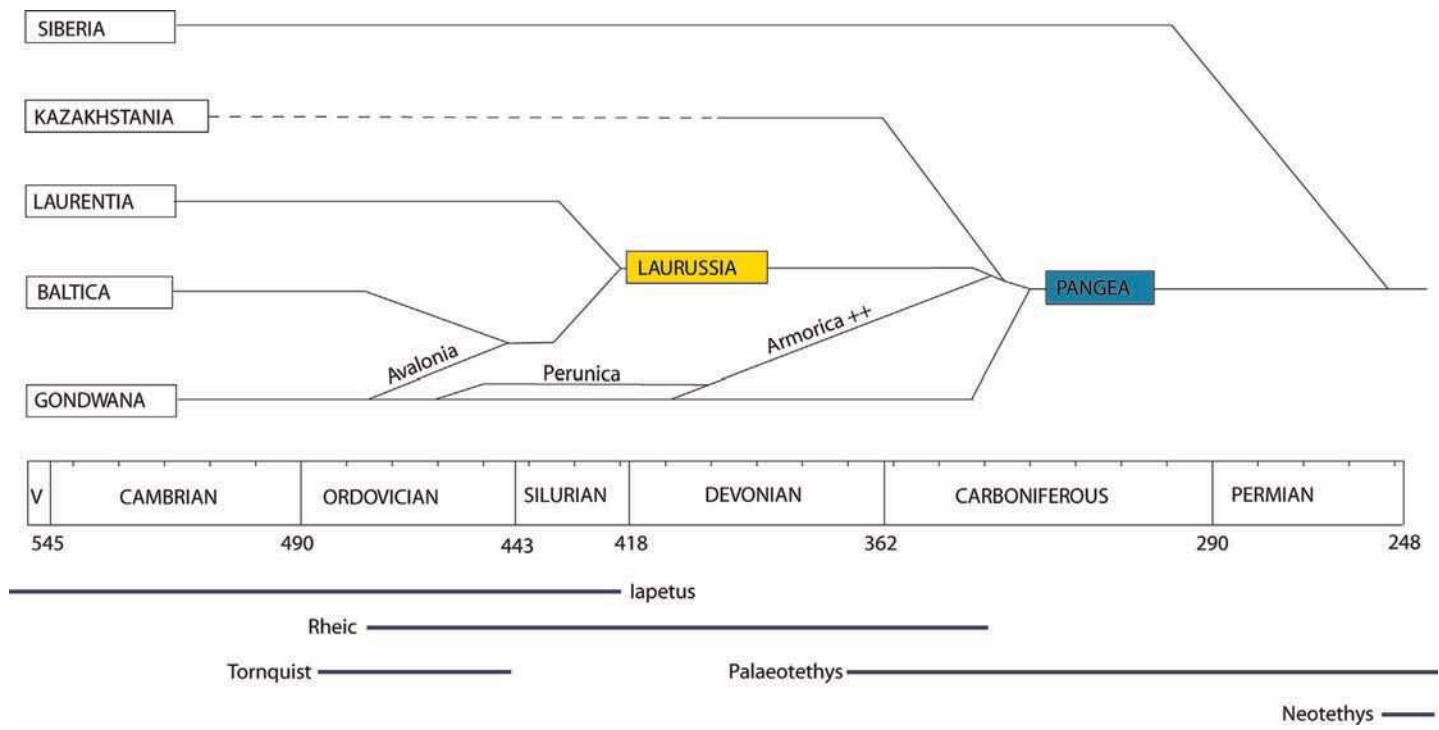 SIBERIA
KAZAKHSTANIA
LAURENTIA
LAURUSSIA
BALTICA
PANGEA
Armorica ++
Avalonia
Perunica
GONDWANA
V CAMBRIAN ORDOVICIAN SILURIAN DEVONIAN CARBONIFEROUS PERMIAN
545 490 443 418 362 290 248
Iapetus
Rheic
Tornquist Palaeotethys
Neotethys